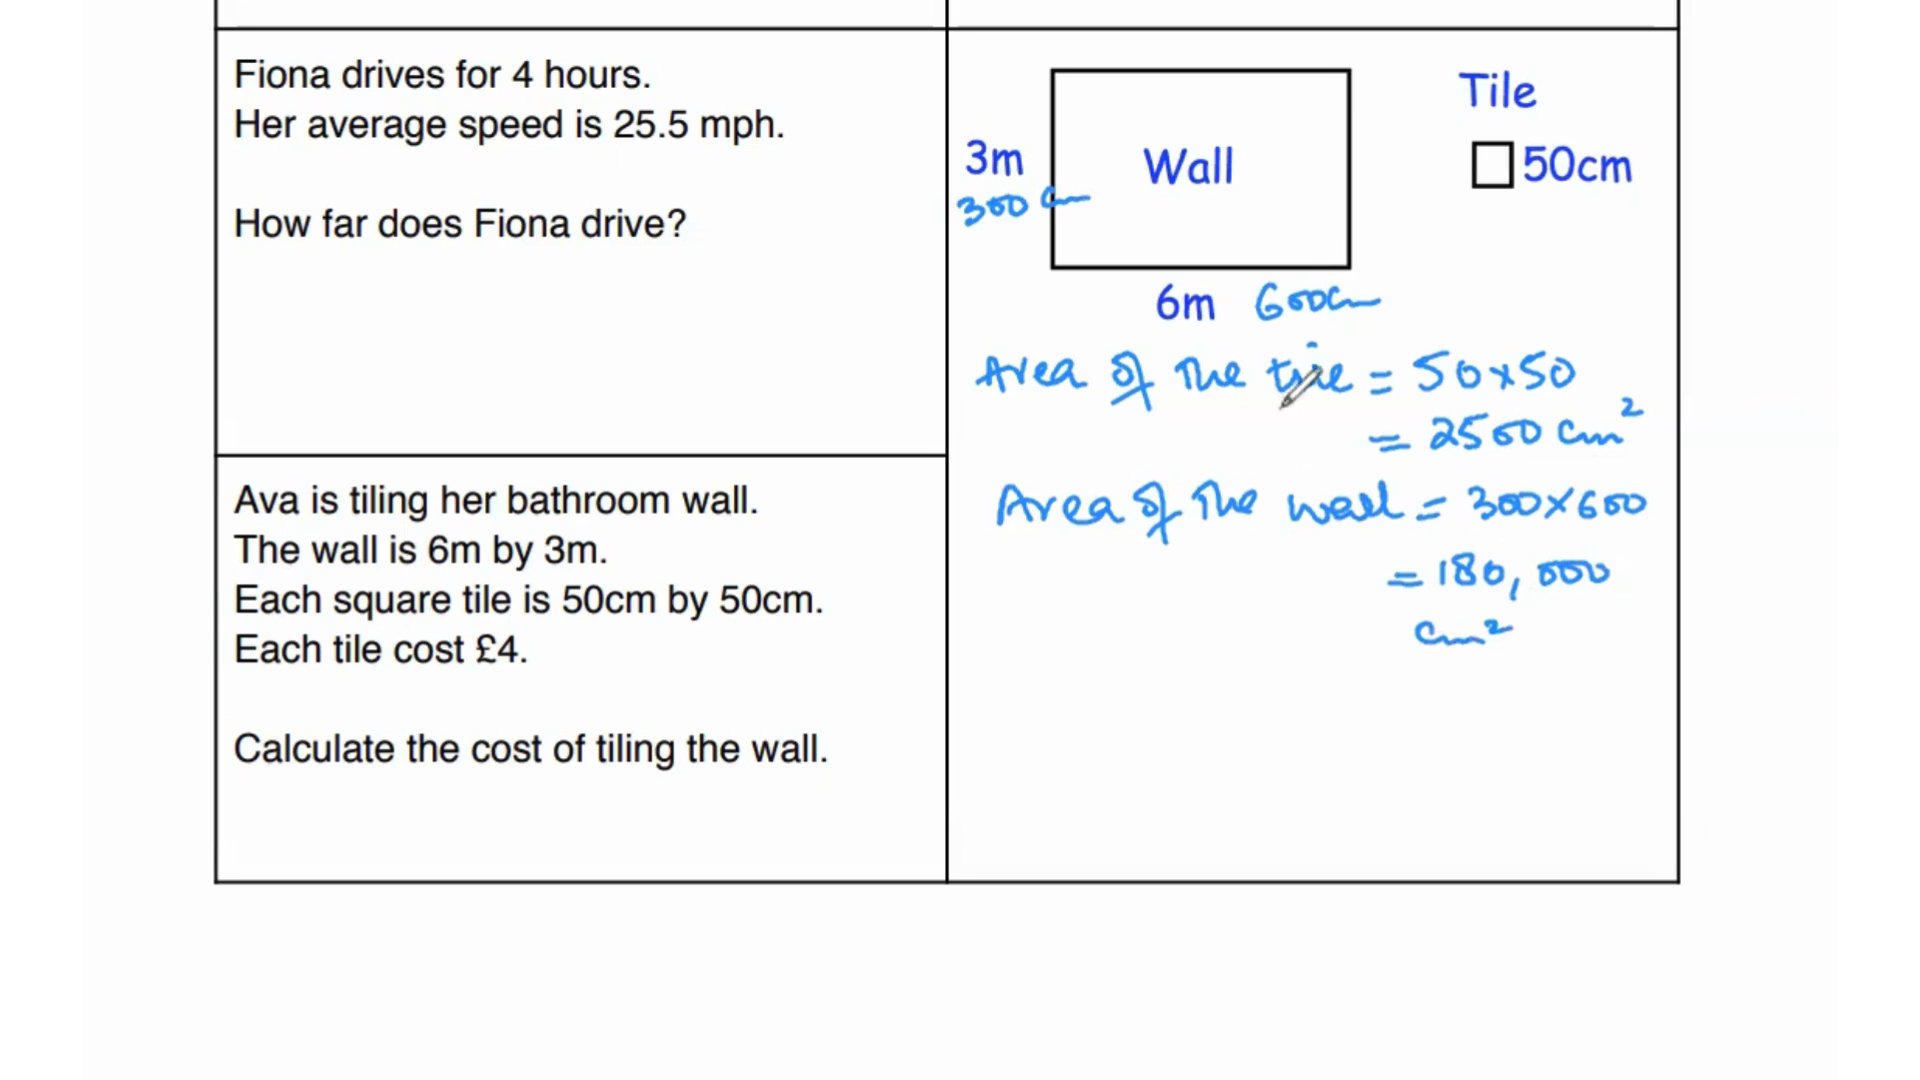 Fiona drives for 4 hours.
Her average speed is 25.5 mph.
How far does Fiona drive?
Ava is tiling her bathroom wall.
The wall is 6m by 3m.
Each square tile is 50cm by 50cm.
Each tile cost £4.
Calculate the cost of tiling the wall.
Tile
3m
Wall
50cm
300 cm
6m 600cm
Area of the tile = 50×50
= 2500 cm²
Area of the wall = 300×600
= 180,000
cm²